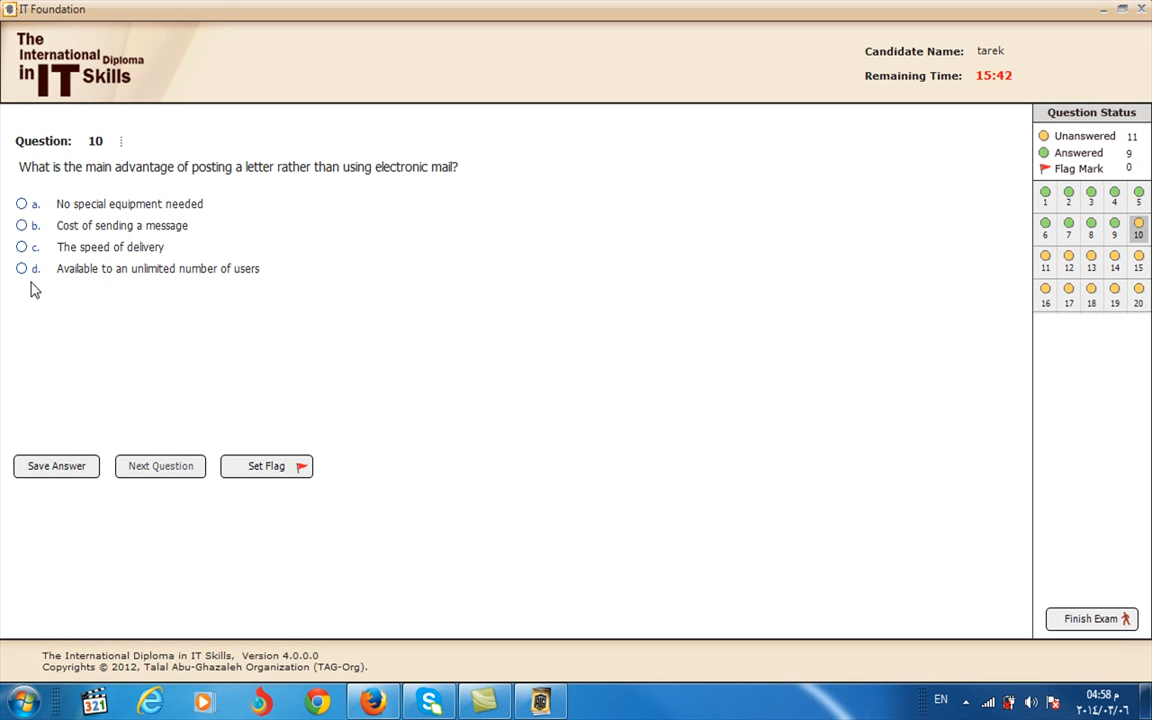 IT Foundation
The
International Diploma
in IT Skills
Candidate Name: tarek
Remaining Time: 15:42
Question Status
Unanswered 11
Answered 9
Flag Mark 0
1 2 3 4 5
6 7 8 9 10
11 12 13 14 15
16 17 18 19 20
Question: 10
What is the main advantage of posting a letter rather than using electronic mail?
a. No special equipment needed
b. Cost of sending a message
c. The speed of delivery
d. Available to an unlimited number of users
Save Answer Next Question Set Flag
Finish Exam
The International Diploma in IT Skills, Version 4.0.0.0
Copyrights © 2012, Talal Abu-Ghazaleh Organization (TAG-Org).
321
EN
04:58 م
٢٠١٤/٠٣/٠٦